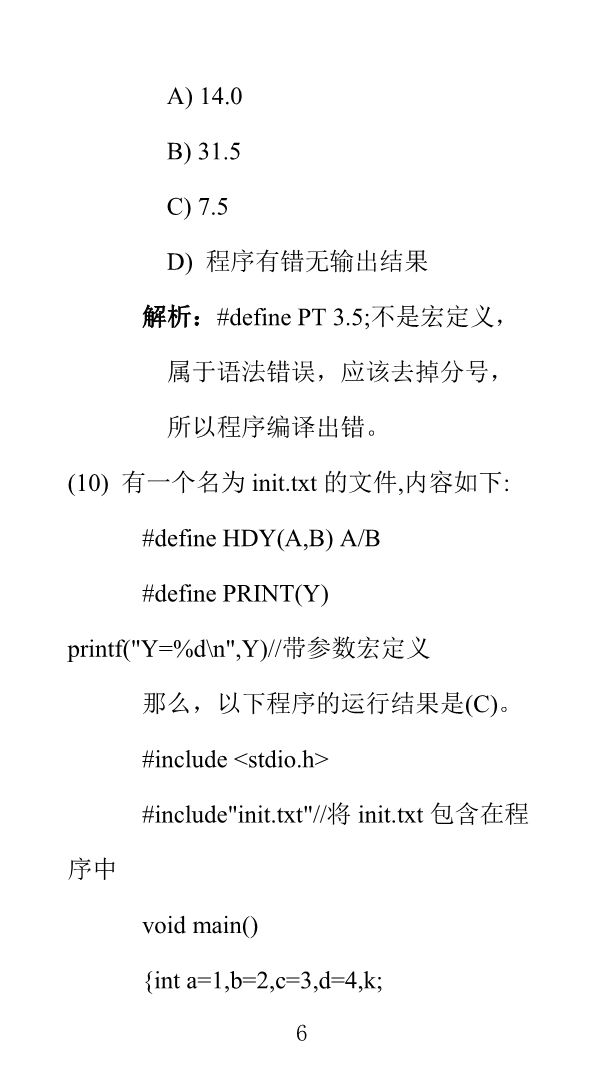 A) 14.0
B) 31.5
C) 7.5
D) 程序有错无输出结果
解析：#define PT 3.5;不是宏定义，
属于语法错误，应该去掉分号，
所以程序编译出错。
(10) 有一个名为 init.txt 的文件,内容如下:
#define HDY(A,B) A/B
#define PRINT(Y)
printf("Y=%d\n",Y)//带参数宏定义
那么，以下程序的运行结果是(C)。
#include <stdio.h>
#include"init.txt"//将 init.txt 包含在程
序中
void main()
{int a=1,b=2,c=3,d=4,k;
6